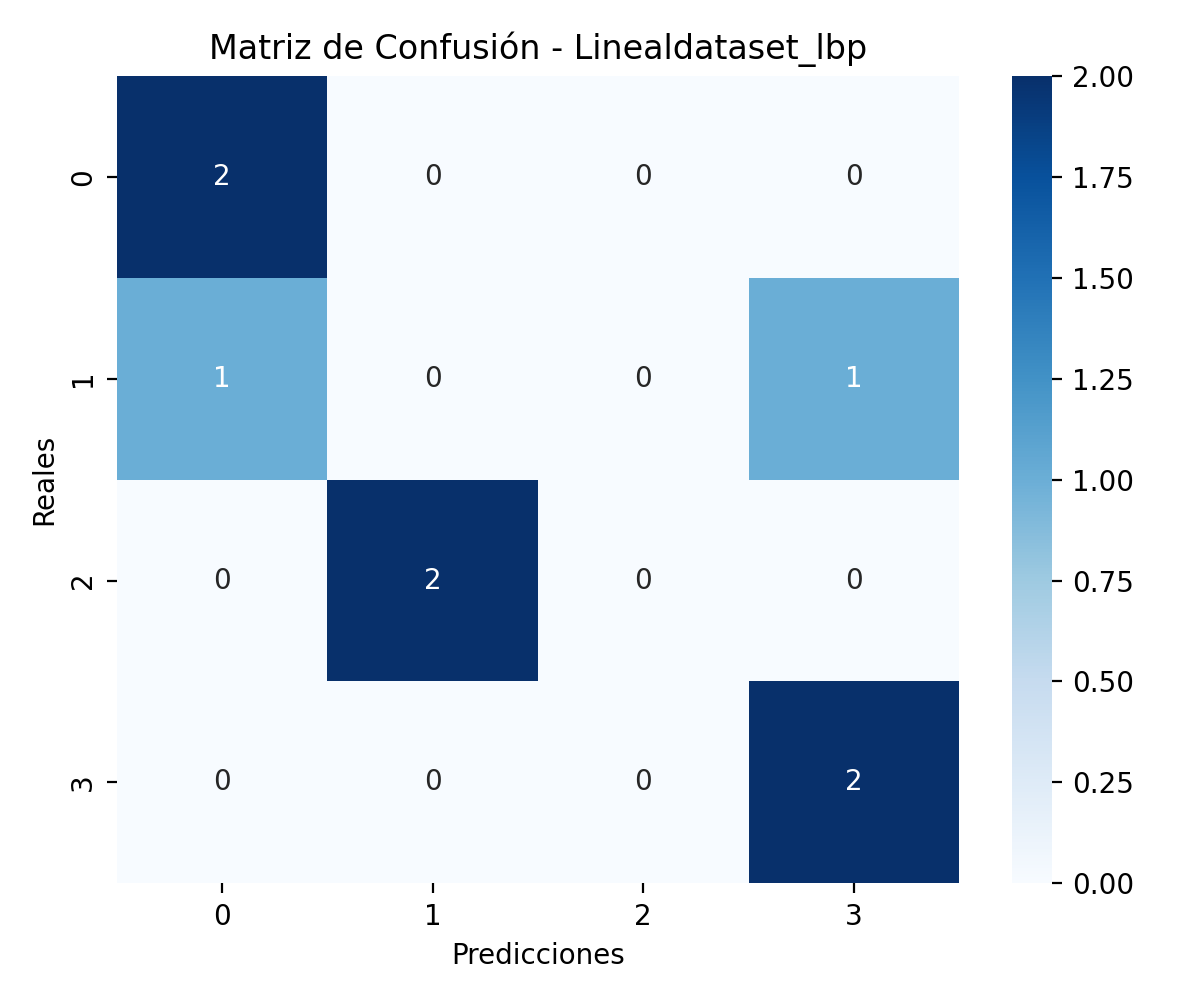 Matriz de Confusión - Linealdataset_lbp
2.00
0 2 0 0 0
1.75
1.50
1 1 0 0 1
1.25
Reales
1.00
2 0 2 0 0
0.75
0.50
3 0 0 0 2
0.25
0.00
0 1 2 3
Predicciones